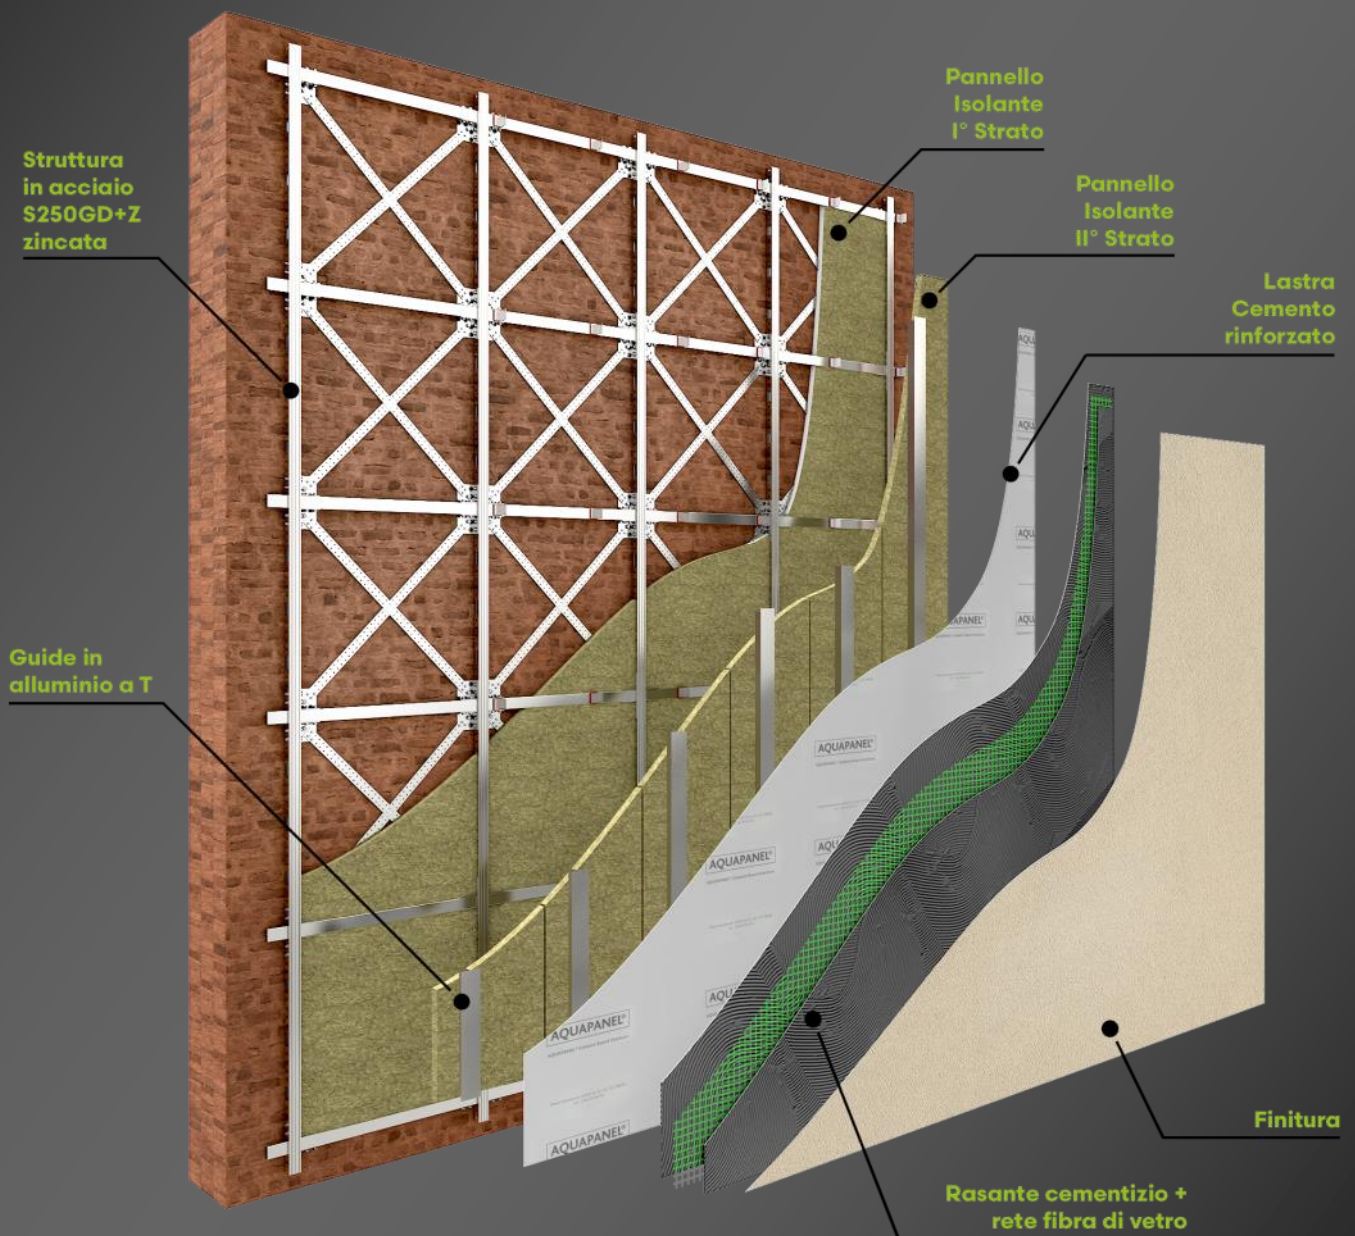 Pannello
Isolante
I° Strato
Pannello
Isolante
II° Strato
Struttura
in acciaio
S250GD+Z
zincata
Lastra
Cemento
rinforzato
Guide in
alluminio a T
AQUAPANEL®
AQUAPANEL®
AQUAPANEL®
AQUAPANEL®
Finitura
Rasante cementizio +
rete fibra di vetro